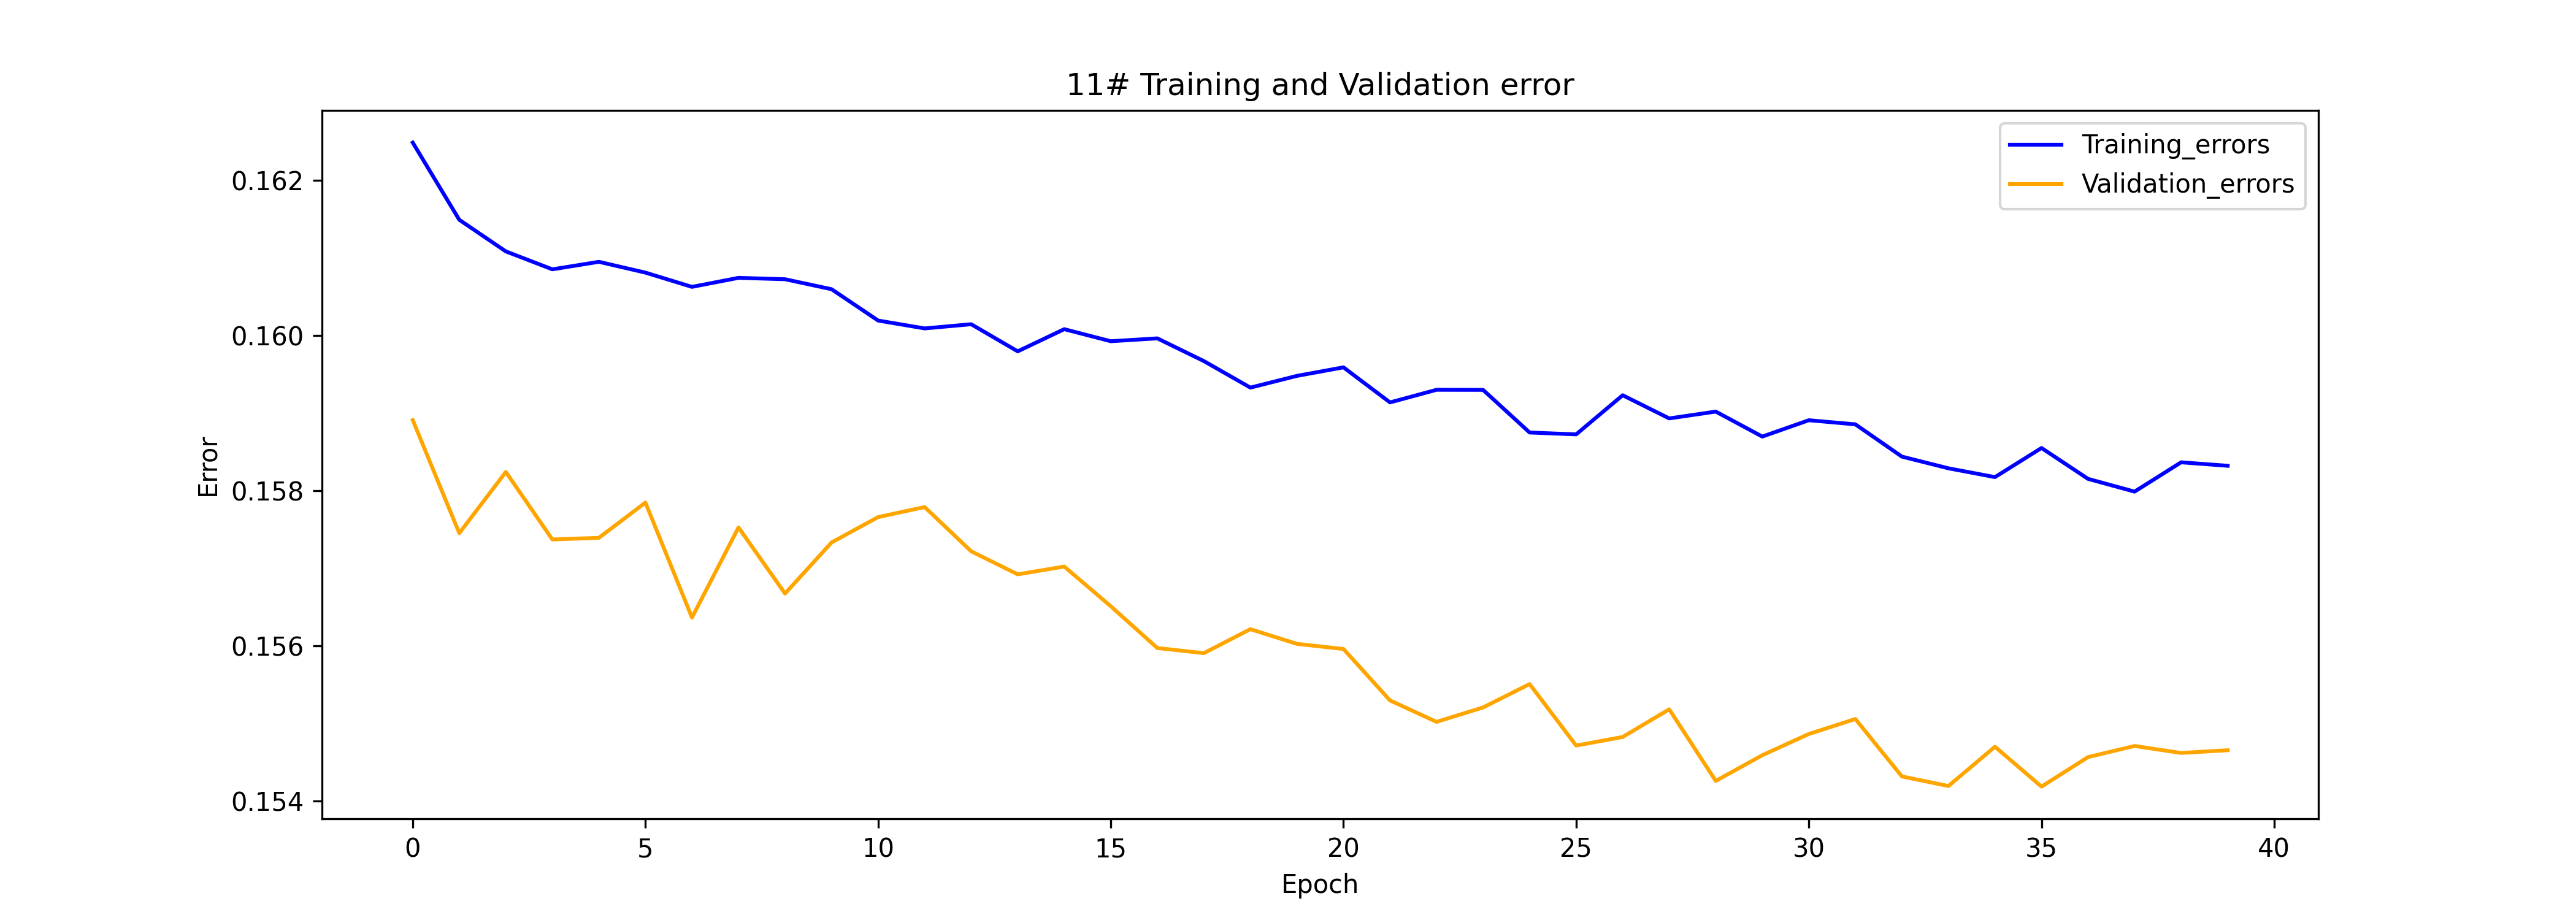 11# Training and Validation error
Training_errors
Validation_errors
Error
0.162
0.160
0.158
0.156
0.154
0 5 10 15 20 25 30 35 40
Epoch